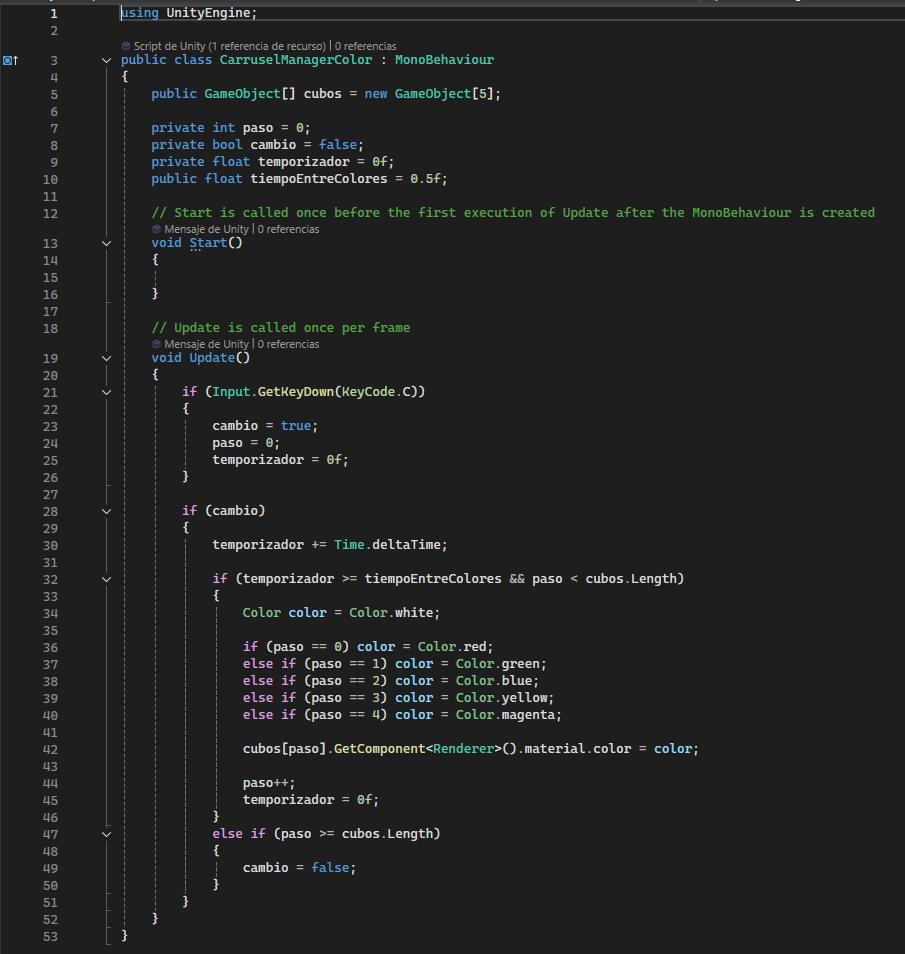 1 using UnityEngine;
2
Script de Unity (1 referencia de recurso) | 0 referencias
3 public class CarruselManagerColor : MonoBehaviour
4 {
5 public GameObject[] cubos = new GameObject[5];
6
7 private int paso = 0;
8 private bool cambio = false;
9 private float temporizador = 0f;
10 public float tiempoEntreColores = 0.5f;
11
12 // Start is called once before the first execution of Update after the MonoBehaviour is created
Mensaje de Unity | 0 referencias
13 void Start()
14 {
15
16 }
17
18 // Update is called once per frame
Mensaje de Unity | 0 referencias
19 void Update()
20 {
21 if (Input.GetKeyDown(KeyCode.C))
22 {
23 cambio = true;
24 paso = 0;
25 temporizador = 0f;
26 }
27
28 if (cambio)
29 {
30 temporizador += Time.deltaTime;
31
32 if (temporizador >= tiempoEntreColores && paso < cubos.Length)
33 {
34 Color color = Color.white;
35
36 if (paso == 0) color = Color.red;
37 else if (paso == 1) color = Color.green;
38 else if (paso == 2) color = Color.blue;
39 else if (paso == 3) color = Color.yellow;
40 else if (paso == 4) color = Color.magenta;
41
42 cubos[paso].GetComponent<Renderer>().material.color = color;
43
44 paso++;
45 temporizador = 0f;
46 }
47 else if (paso >= cubos.Length)
48 {
49 cambio = false;
50 }
51 }
52 }
53 }